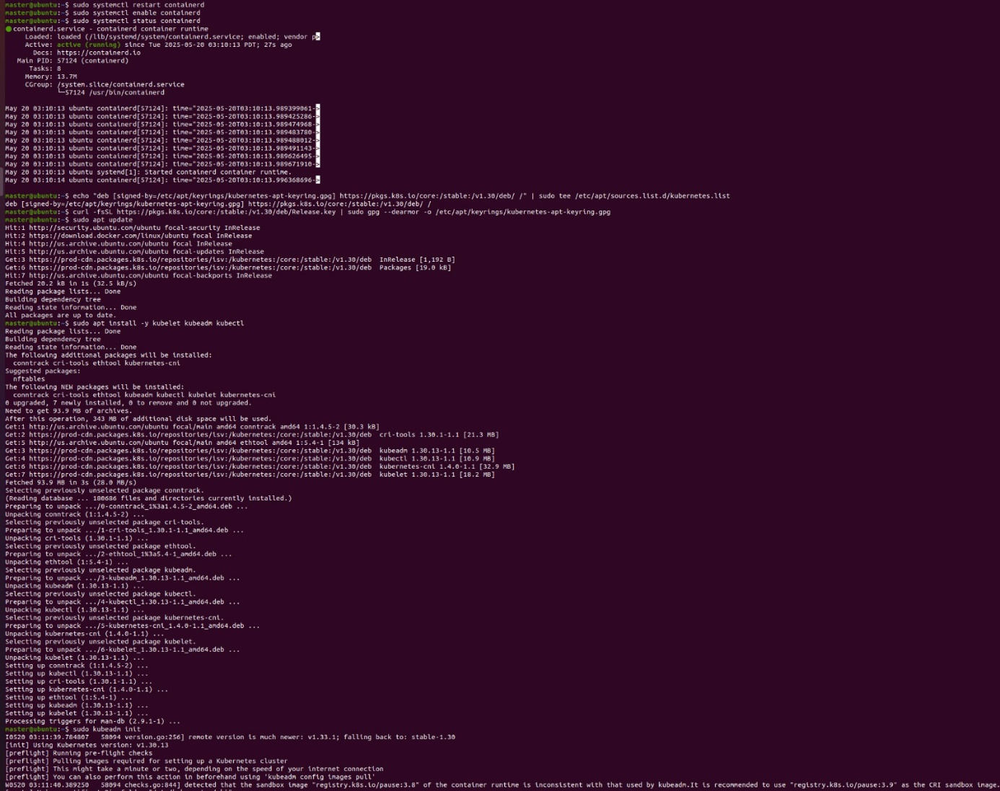 master@ubuntu:~$ sudo systemctl restart containerd
master@ubuntu:~$ sudo systemctl enable containerd
master@ubuntu:~$ sudo systemctl status containerd
● containerd.service - containerd container runtime
     Loaded: loaded (/lib/systemd/system/containerd.service; enabled; vendor p>
     Active: active (running) since Tue 2025-05-20 03:10:13 PDT; 27s ago
       Docs: https://containerd.io
   Main PID: 57124 (containerd)
      Tasks: 8
     Memory: 13.7M
     CGroup: /system.slice/containerd.service
             └─57124 /usr/bin/containerd
May 20 03:10:13 ubuntu containerd[57124]: time="2025-05-20T03:10:13.989399061->
May 20 03:10:13 ubuntu containerd[57124]: time="2025-05-20T03:10:13.989425286->
May 20 03:10:13 ubuntu containerd[57124]: time="2025-05-20T03:10:13.989474968->
May 20 03:10:13 ubuntu containerd[57124]: time="2025-05-20T03:10:13.989483780->
May 20 03:10:13 ubuntu containerd[57124]: time="2025-05-20T03:10:13.989488012->
May 20 03:10:13 ubuntu containerd[57124]: time="2025-05-20T03:10:13.989491143->
May 20 03:10:13 ubuntu containerd[57124]: time="2025-05-20T03:10:13.989626495->
May 20 03:10:13 ubuntu containerd[57124]: time="2025-05-20T03:10:13.989671910->
May 20 03:10:13 ubuntu systemd[1]: Started containerd container runtime.
May 20 03:10:14 ubuntu containerd[57124]: time="2025-05-20T03:10:13.996368696->
master@ubuntu:~$ echo "deb [signed-by=/etc/apt/keyrings/kubernetes-apt-keyring.gpg] https://pkgs.k8s.io/core:/stable:/v1.30/deb/ /" | sudo tee /etc/apt/sources.list.d/kubernetes.list
deb [signed-by=/etc/apt/keyrings/kubernetes-apt-keyring.gpg] https://pkgs.k8s.io/core:/stable:/v1.30/deb/ /
master@ubuntu:~$ curl -fsSL https://pkgs.k8s.io/core:/stable:/v1.30/deb/Release.key | sudo gpg --dearmor -o /etc/apt/keyrings/kubernetes-apt-keyring.gpg
master@ubuntu:~$ sudo apt update
Hit:1 http://security.ubuntu.com/ubuntu focal-security InRelease
Hit:2 https://download.docker.com/linux/ubuntu focal InRelease
Hit:4 http://us.archive.ubuntu.com/ubuntu focal InRelease
Hit:5 http://us.archive.ubuntu.com/ubuntu focal-updates InRelease
Get:3 https://prod-cdn.packages.k8s.io/repositories/isv:/kubernetes:/core:/stable:/v1.30/deb  InRelease [1,192 B]
Get:6 https://prod-cdn.packages.k8s.io/repositories/isv:/kubernetes:/core:/stable:/v1.30/deb  Packages [19.0 kB]
Hit:7 http://us.archive.ubuntu.com/ubuntu focal-backports InRelease
Fetched 20.2 kB in 1s (32.5 kB/s)
Reading package lists... Done
Building dependency tree
Reading state information... Done
All packages are up to date.
master@ubuntu:~$ sudo apt install -y kubelet kubeadm kubectl
Reading package lists... Done
Building dependency tree
Reading state information... Done
The following additional packages will be installed:
  conntrack cri-tools ethtool kubernetes-cni
Suggested packages:
  nftables
The following NEW packages will be installed:
  conntrack cri-tools ethtool kubeadm kubectl kubelet kubernetes-cni
0 upgraded, 7 newly installed, 0 to remove and 0 not upgraded.
Need to get 93.9 MB of archives.
After this operation, 343 MB of additional disk space will be used.
Get:1 http://us.archive.ubuntu.com/ubuntu focal/main amd64 conntrack amd64 1:1.4.5-2 [30.3 kB]
Get:2 https://prod-cdn.packages.k8s.io/repositories/isv:/kubernetes:/core:/stable:/v1.30/deb  cri-tools 1.30.1-1.1 [21.3 MB]
Get:5 http://us.archive.ubuntu.com/ubuntu focal/main amd64 ethtool amd64 1:5.4-1 [134 kB]
Get:3 https://prod-cdn.packages.k8s.io/repositories/isv:/kubernetes:/core:/stable:/v1.30/deb  kubeadm 1.30.13-1.1 [10.5 MB]
Get:4 https://prod-cdn.packages.k8s.io/repositories/isv:/kubernetes:/core:/stable:/v1.30/deb  kubectl 1.30.13-1.1 [10.9 MB]
Get:6 https://prod-cdn.packages.k8s.io/repositories/isv:/kubernetes:/core:/stable:/v1.30/deb  kubernetes-cni 1.4.0-1.1 [32.9 MB]
Get:7 https://prod-cdn.packages.k8s.io/repositories/isv:/kubernetes:/core:/stable:/v1.30/deb  kubelet 1.30.13-1.1 [18.2 MB]
Fetched 93.9 MB in 3s (28.0 MB/s)
Selecting previously unselected package conntrack.
(Reading database ... 180686 files and directories currently installed.)
Preparing to unpack .../0-conntrack_1%3a1.4.5-2_amd64.deb ...
Unpacking conntrack (1:1.4.5-2) ...
Selecting previously unselected package cri-tools.
Preparing to unpack .../1-cri-tools_1.30.1-1.1_amd64.deb ...
Unpacking cri-tools (1.30.1-1.1) ...
Selecting previously unselected package ethtool.
Preparing to unpack .../2-ethtool_1%3a5.4-1_amd64.deb ...
Unpacking ethtool (1:5.4-1) ...
Selecting previously unselected package kubeadm.
Preparing to unpack .../3-kubeadm_1.30.13-1.1_amd64.deb ...
Unpacking kubeadm (1.30.13-1.1) ...
Selecting previously unselected package kubectl.
Preparing to unpack .../4-kubectl_1.30.13-1.1_amd64.deb ...
Unpacking kubectl (1.30.13-1.1) ...
Selecting previously unselected package kubernetes-cni.
Preparing to unpack .../5-kubernetes-cni_1.4.0-1.1_amd64.deb ...
Unpacking kubernetes-cni (1.4.0-1.1) ...
Selecting previously unselected package kubelet.
Preparing to unpack .../6-kubelet_1.30.13-1.1_amd64.deb ...
Unpacking kubelet (1.30.13-1.1) ...
Setting up conntrack (1:1.4.5-2) ...
Setting up kubectl (1.30.13-1.1) ...
Setting up cri-tools (1.30.1-1.1) ...
Setting up kubernetes-cni (1.4.0-1.1) ...
Setting up ethtool (1:5.4-1) ...
Setting up kubeadm (1.30.13-1.1) ...
Setting up kubelet (1.30.13-1.1) ...
Processing triggers for man-db (2.9.1-1) ...
master@ubuntu:~$ sudo kubeadm init
I0520 03:11:39.784807   58094 version.go:256] remote version is much newer: v1.33.1; falling back to: stable-1.30
[init] Using Kubernetes version: v1.30.13
[preflight] Running pre-flight checks
[preflight] Pulling images required for setting up a Kubernetes cluster
[preflight] This might take a minute or two, depending on the speed of your internet connection
[preflight] You can also perform this action in beforehand using 'kubeadm config images pull'
W0520 03:11:40.389250   58094 checks.go:844] detected that the sandbox image "registry.k8s.io/pause:3.8" of the container runtime is inconsistent with that used by kubeadm.It is recommended to use "registry.k8s.io/pause:3.9" as the CRI sandbox image.